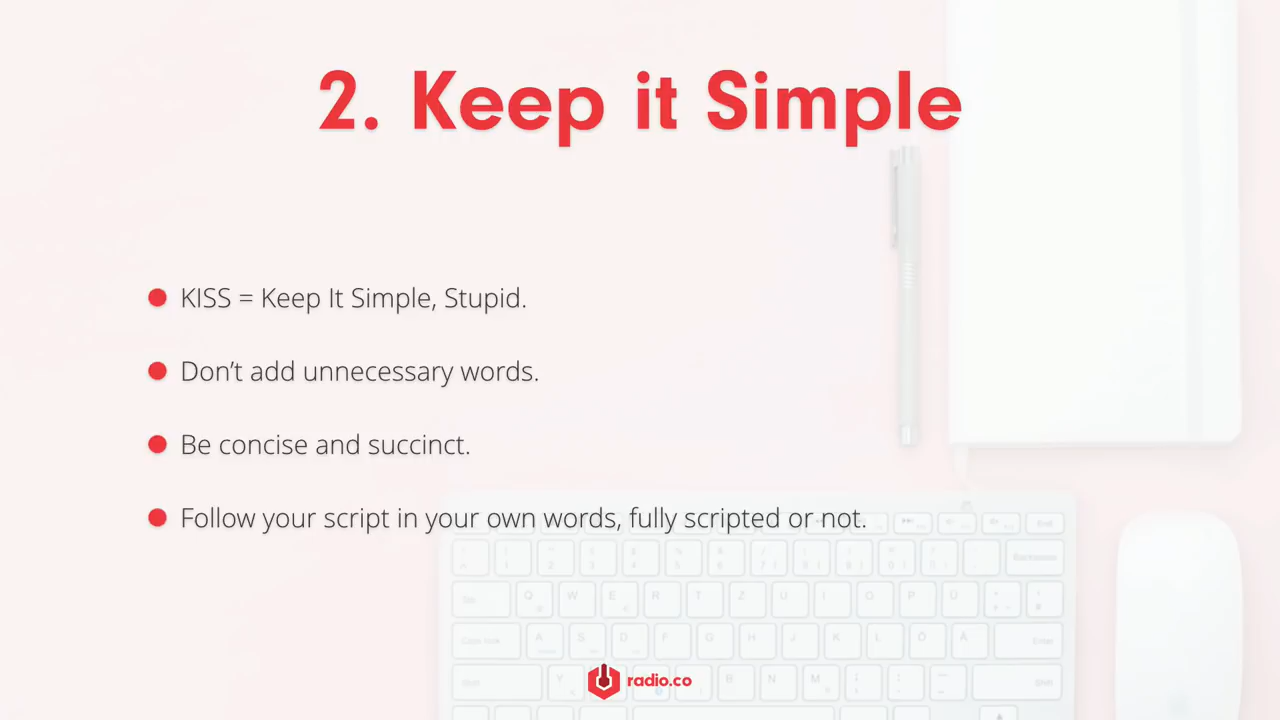 2. Keep it Simple
KISS = Keep It Simple, Stupid.
Don't add unnecessary words.
Be concise and succinct.
Follow your script in your own words, fully scripted or not.
radio.co